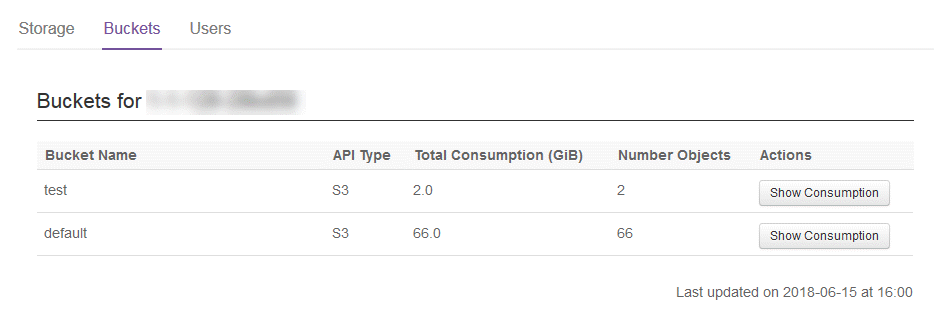 Storage Buckets Users
Buckets for
Bucket Name API Type Total Consumption (GiB) Number Objects Actions
test S3 2.0 2 Show Consumption
default S3 66.0 66 Show Consumption
Last updated on 2018-06-15 at 16:00